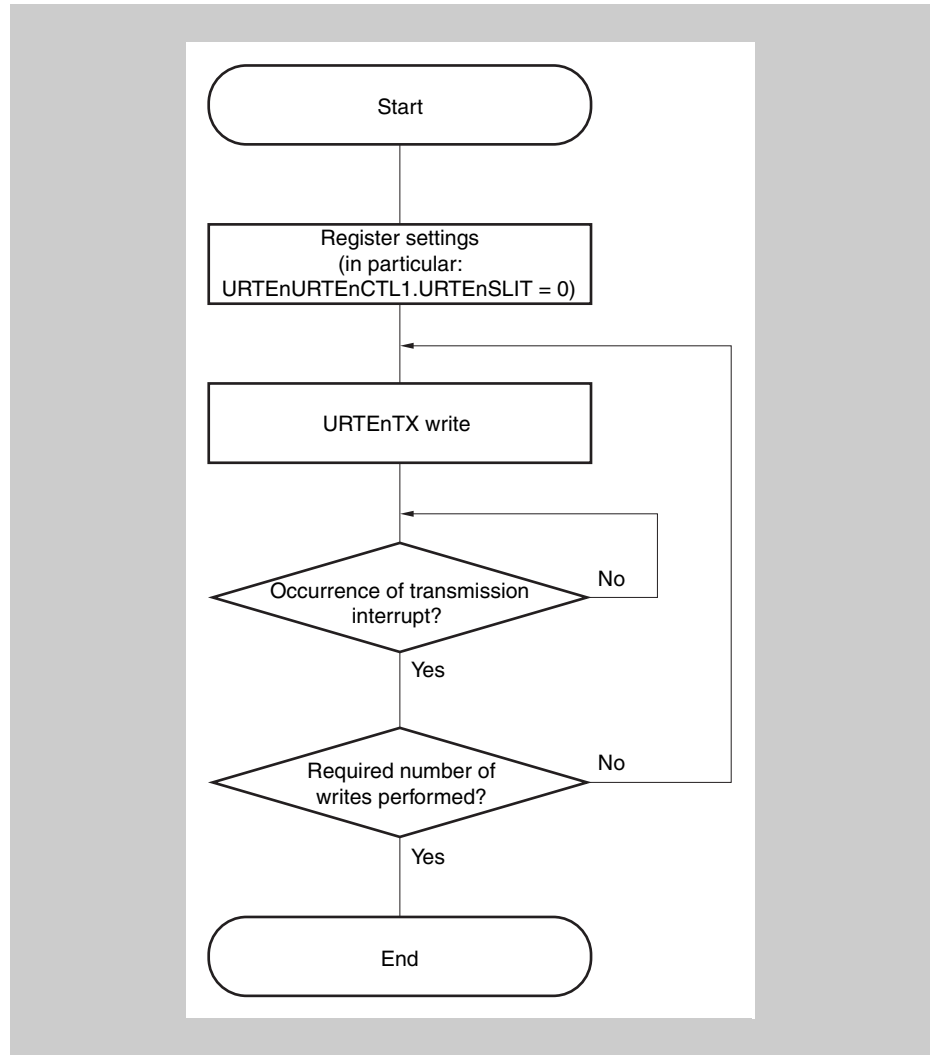 Start
Register settings
(in particular:
URTEnURTEnCTL1.URTEnSLIT = 0)
URTEnTX write
Occurrence of transmission
interrupt?
No
Yes
Required number of
writes performed?
No
Yes
End